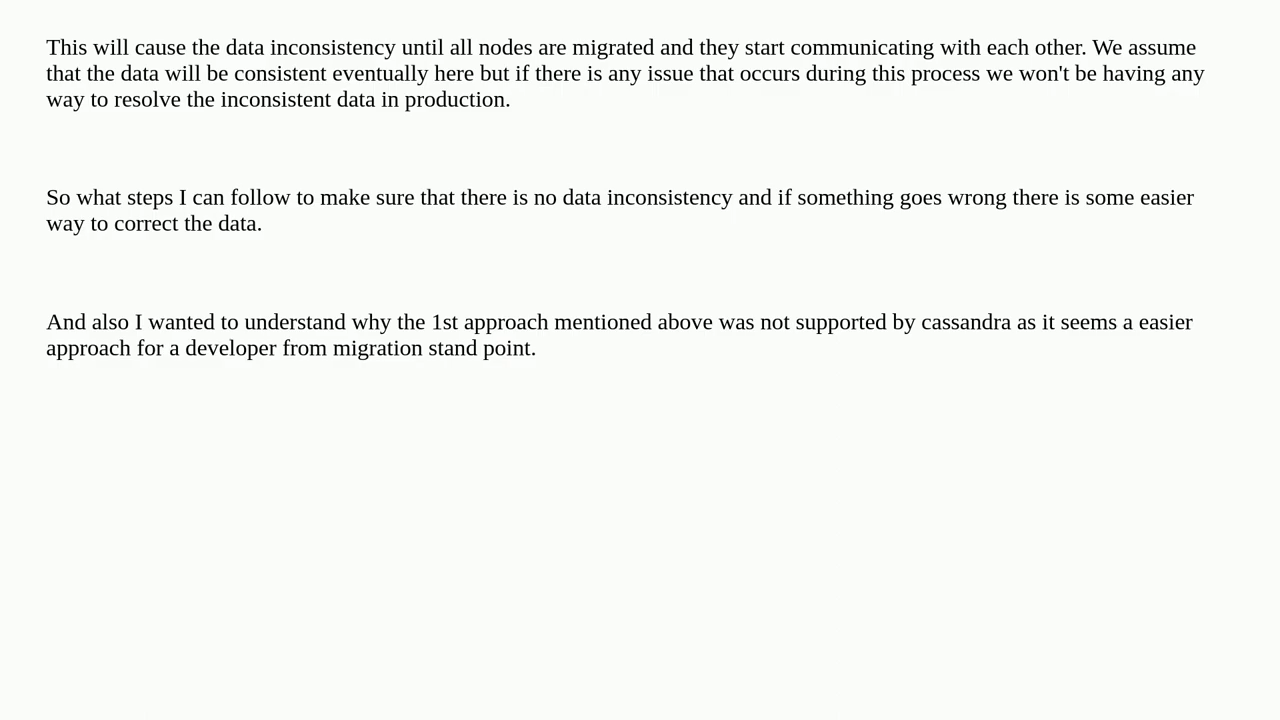 This will cause the data inconsistency until all nodes are migrated and they start communicating with each other. We assume
that the data will be consistent eventually here but if there is any issue that occurs during this process we won't be having any
way to resolve the inconsistent data in production.
So what steps I can follow to make sure that there is no data inconsistency and if something goes wrong there is some easier
way to correct the data.
And also I wanted to understand why the 1st approach mentioned above was not supported by cassandra as it seems a easier
approach for a developer from migration stand point.